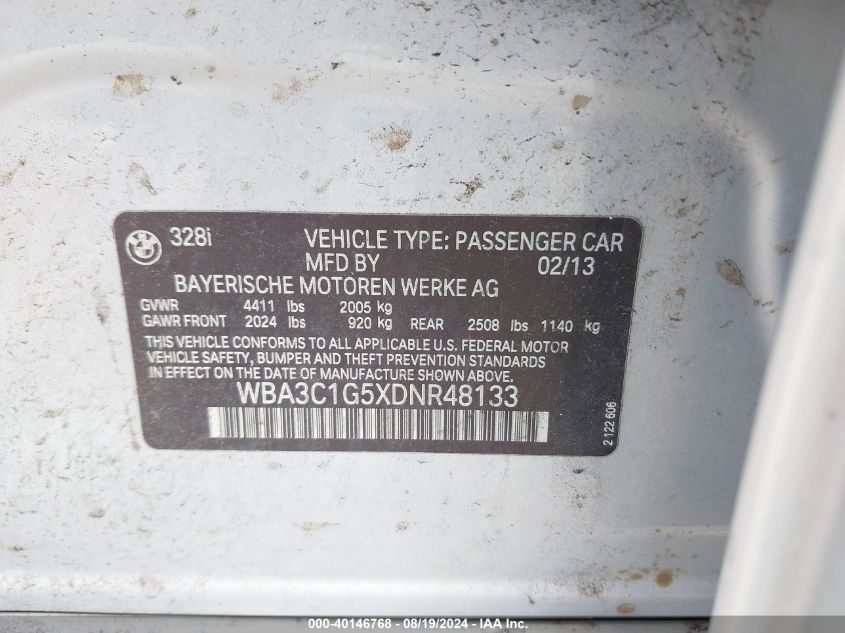 328i VEHICLE TYPE: PASSENGER CAR
MFD BY 02/13
BAYERISCHE MOTOREN WERKE AG
GVWR 4411 lbs 2005 kg
GAWR FRONT 2024 lbs 920 kg REAR 2508 lbs 1140 kg
THIS VEHICLE CONFORMS TO ALL APPLICABLE U.S. FEDERAL MOTOR
VEHICLE SAFETY, BUMPER AND THEFT PREVENTION STANDARDS
IN EFFECT ON THE DATE OF MANUFACTURE SHOWN ABOVE.
WBA3C1G5XDNR48133
2 122 606
000-40146768 - 08/19/2024 - IAAI.COM